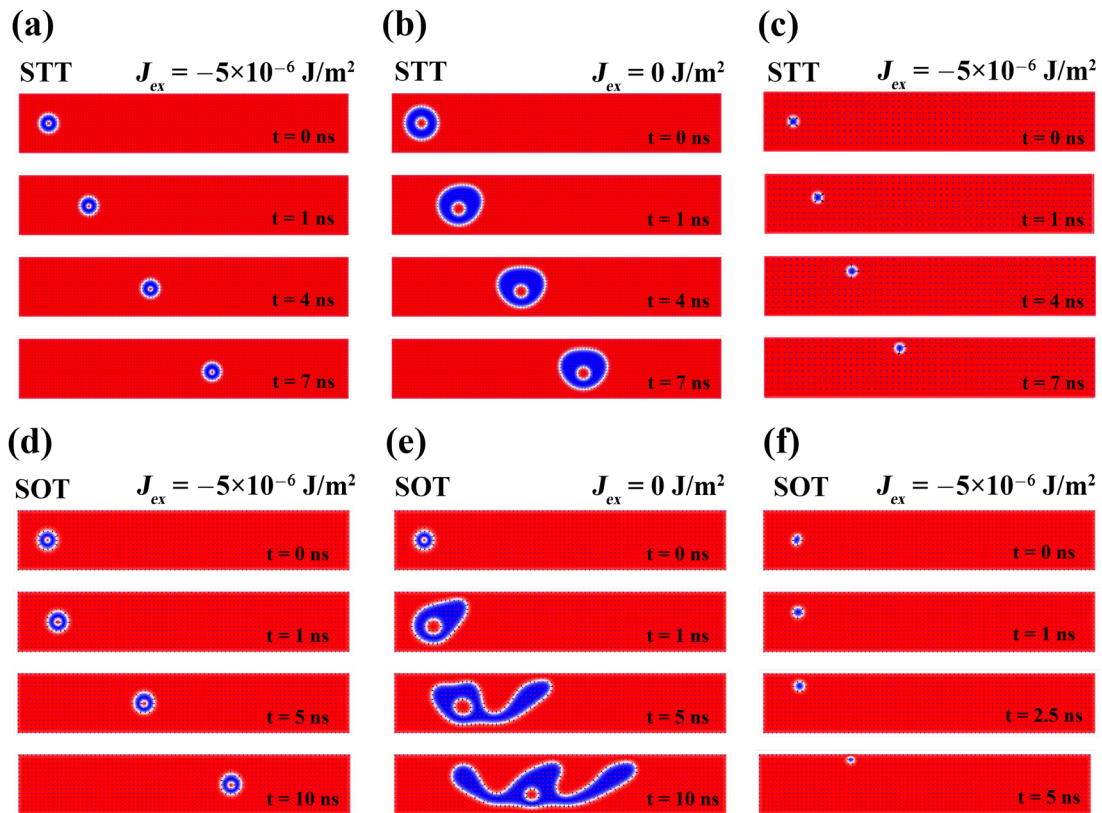 (a)
STT Jex = −5×10−6 J/m2
t = 0 ns
t = 1 ns
t = 4 ns
t = 7 ns
(b)
STT Jex = 0 J/m2
t = 0 ns
t = 1 ns
t = 4 ns
t = 7 ns
(c)
STT Jex = −5×10−6 J/m2
t = 0 ns
t = 1 ns
t = 4 ns
t = 7 ns
(d)
SOT Jex = −5×10−6 J/m2
t = 0 ns
t = 1 ns
t = 5 ns
t = 10 ns
(e)
SOT Jex = 0 J/m2
t = 0 ns
t = 1 ns
t = 5 ns
t = 10 ns
(f)
SOT Jex = −5×10−6 J/m2
t = 0 ns
t = 1 ns
t = 2.5 ns
t = 5 ns